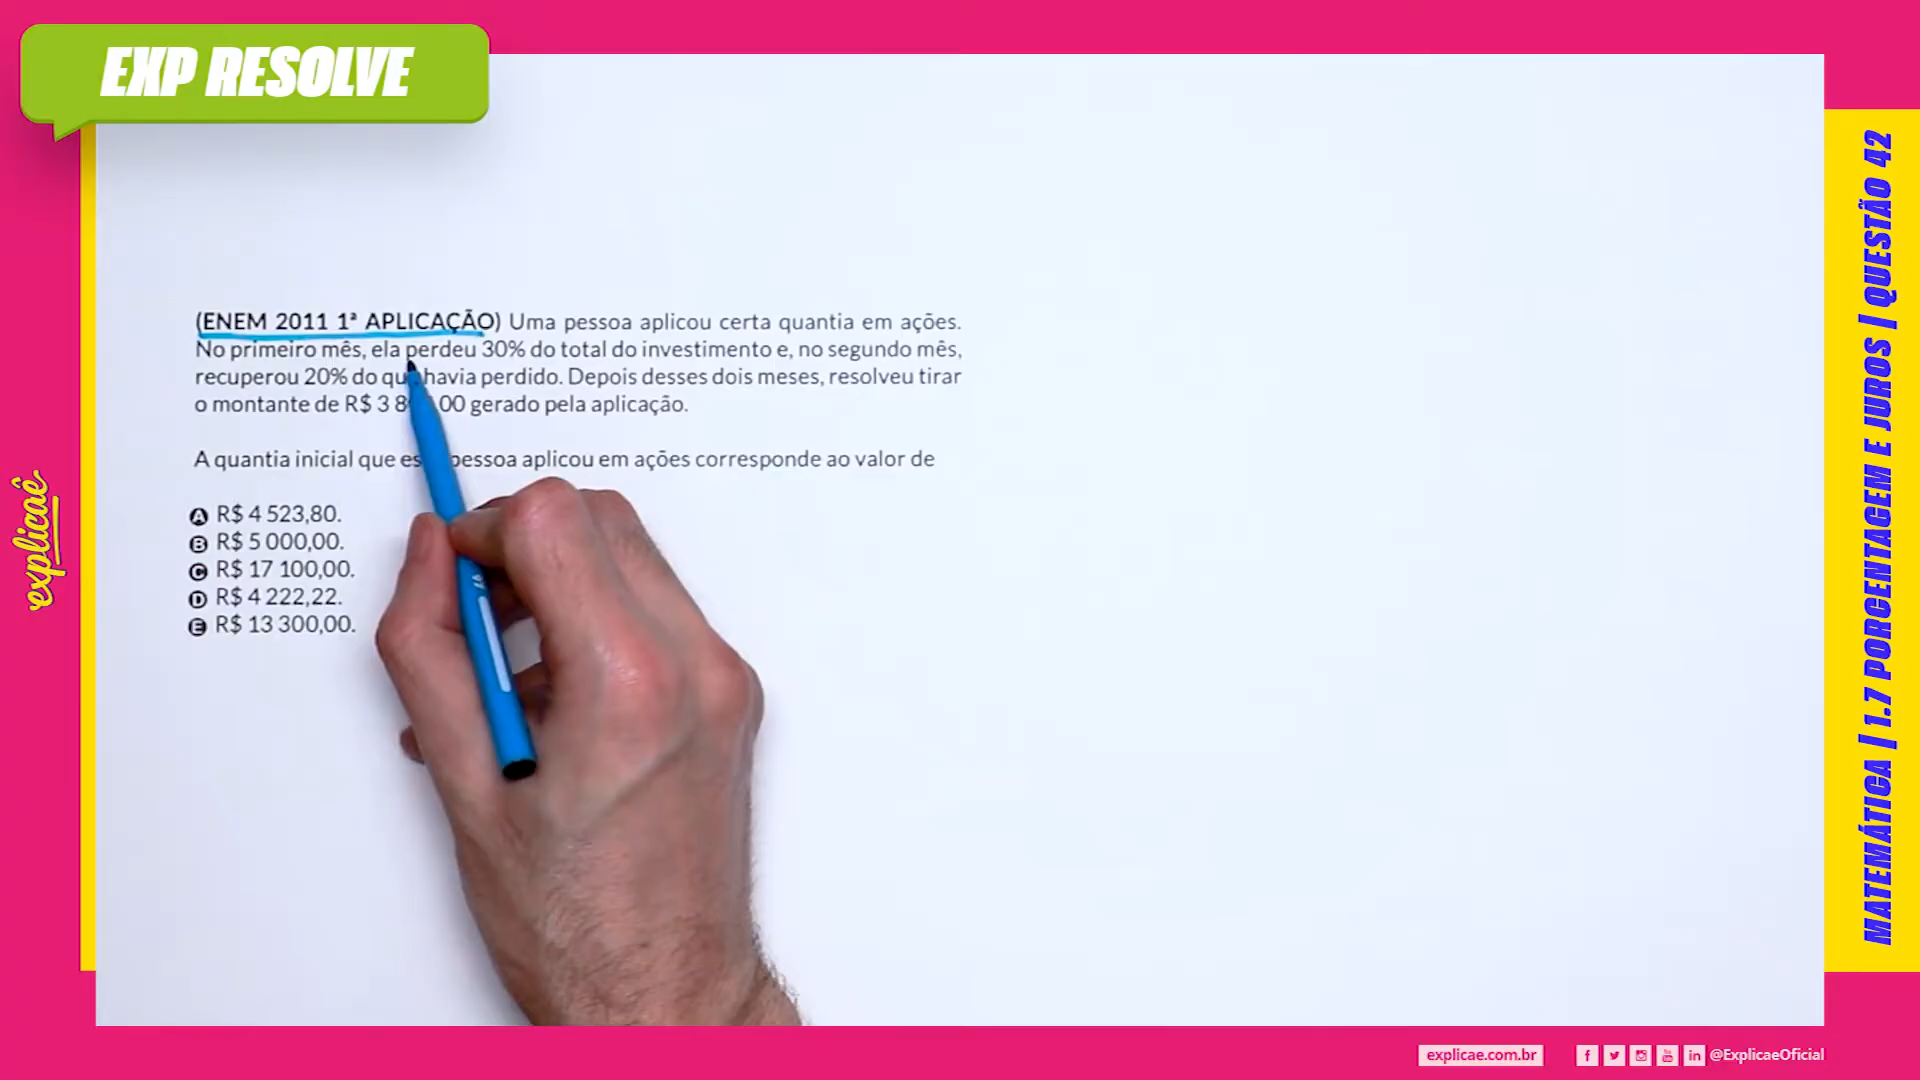 EXP RESOLVE
(ENEM 2011 1ª APLICAÇÃO) Uma pessoa aplicou certa quantia em ações.
No primeiro mês, ela perdeu 30% do total do investimento e, no segundo mês,
recuperou 20% do que havia perdido. Depois desses dois meses, resolveu tirar
o montante de R$ 3 8 ,00 gerado pela aplicação.
A quantia inicial que es pessoa aplicou em ações corresponde ao valor de
A R$ 4 523,80.
B R$ 5 000,00.
C R$ 17 100,00.
D R$ 4 222,22.
E R$ 13 300,00.
explicaê
MATEMÁTICA | 1.7 PORCENTAGEM E JUROS | QUESTÃO 42
explicae.com.br
@ExplicaeOficial